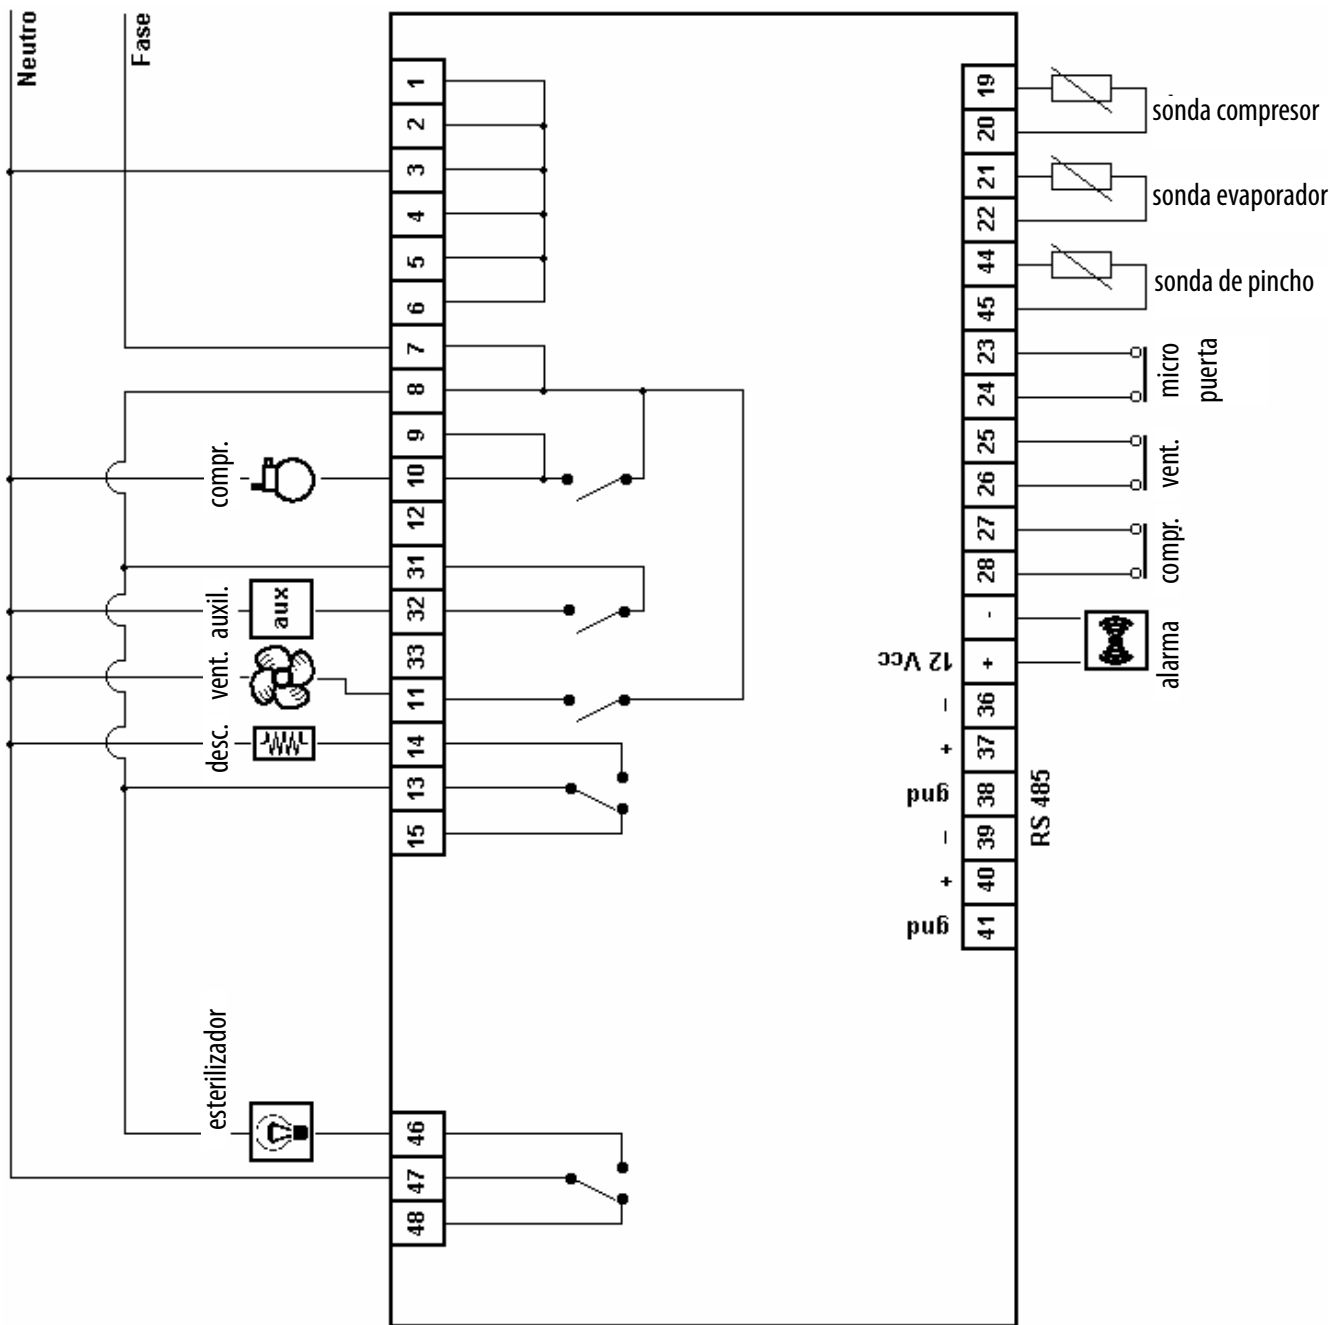 Neutro
Fase
1
2
3
4
5
6
7
8
9
10
12
31
32
33
11
14
13
15
46
47
48
compr.
auxil.
aux
vent.
desc.
esterilizador
19
20
21
22
44
45
23
24
25
26
27
28
-
+
36
37
38
39
40
41
12 Vcc
–
+
gnd
–
+
gnd
RS 485
sonda compresor
sonda evaporador
sonda de pincho
micro
puerta
vent.
compr.
alarma